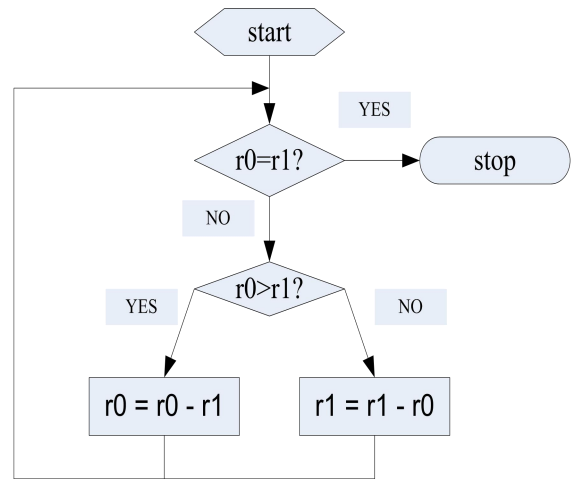 start
YES
r0=r1?
stop
NO
r0>r1?
YES
NO
r0 = r0 - r1
r1 = r1 - r0